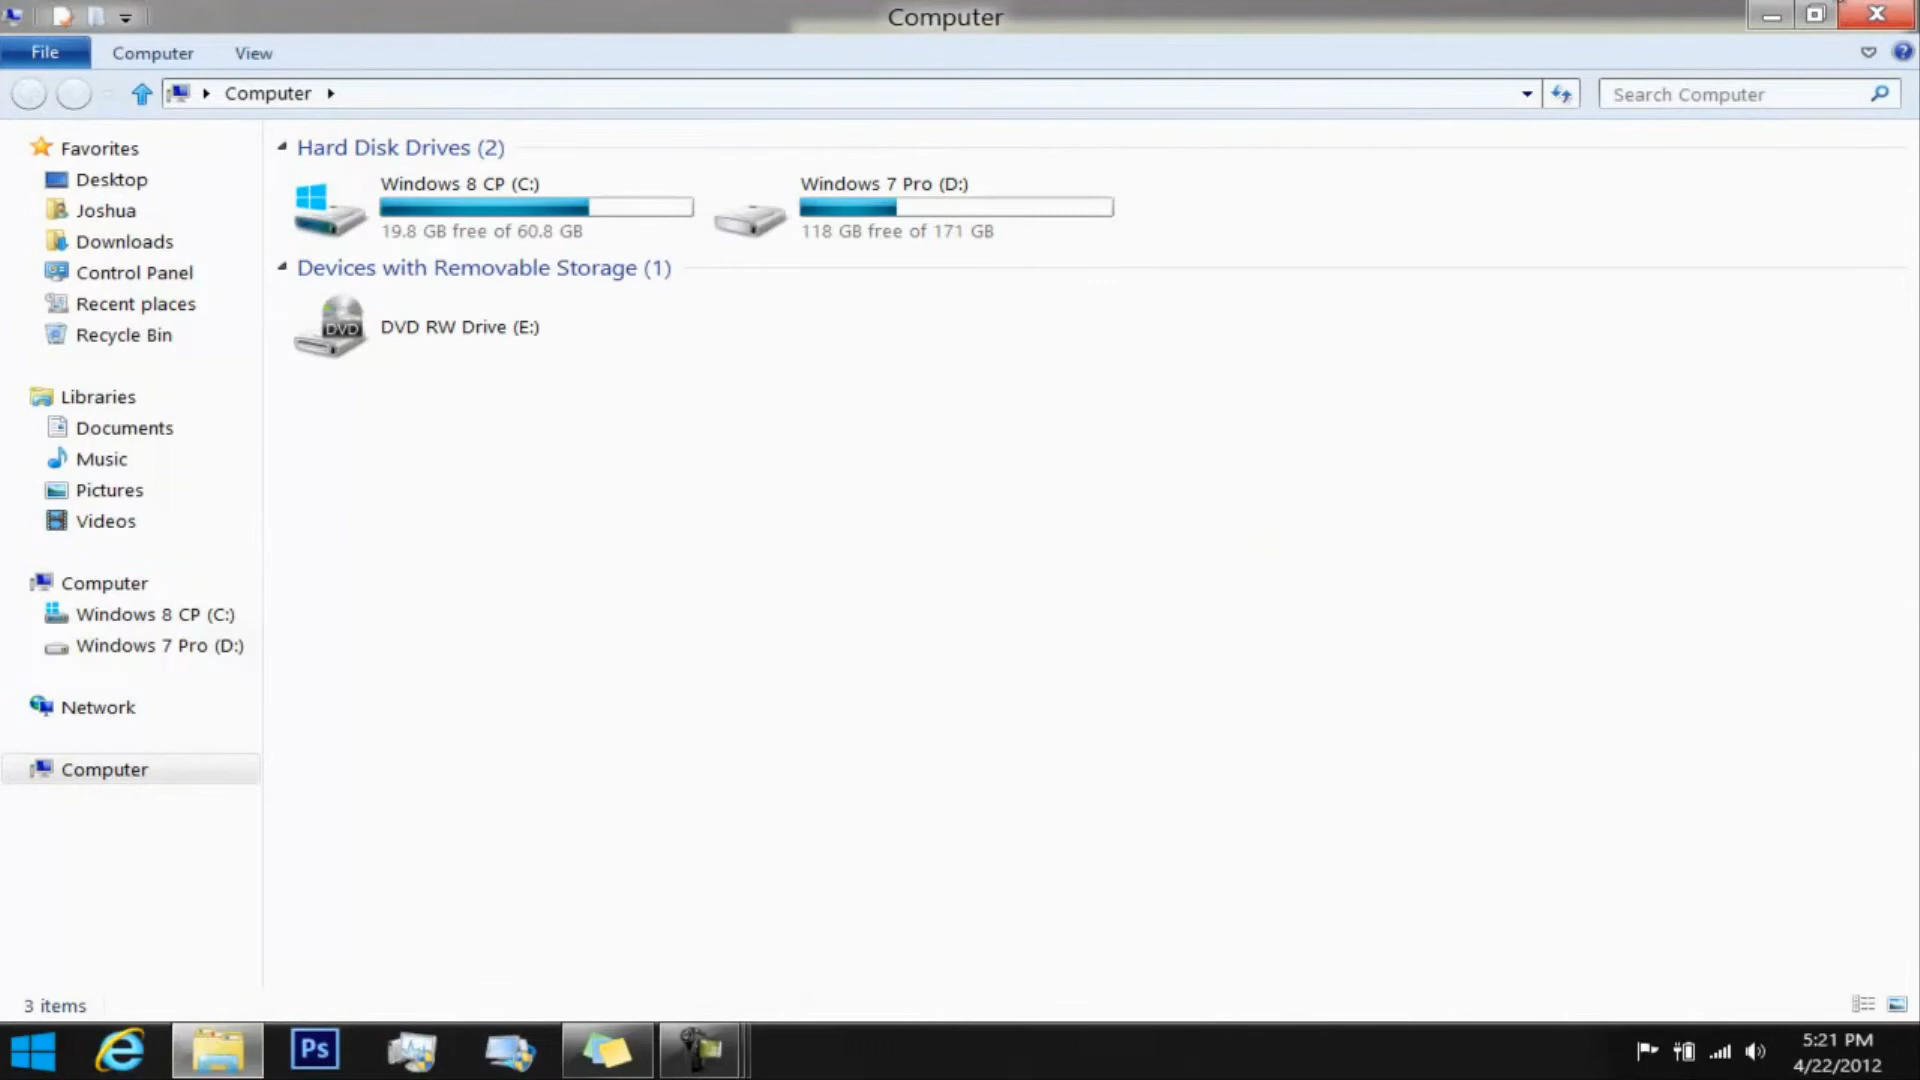 Computer
File Computer View
Computer
Search Computer
Favorites
Desktop
Joshua
Downloads
Control Panel
Recent places
Recycle Bin
Libraries
Documents
Music
Pictures
Videos
Computer
Windows 8 CP (C:)
Windows 7 Pro (D:)
Network
Computer
Hard Disk Drives (2)
Windows 8 CP (C:)
19.8 GB free of 60.8 GB
Windows 7 Pro (D:)
118 GB free of 171 GB
Devices with Removable Storage (1)
DVD
DVD RW Drive (E:)
3 items
Ps
5:21 PM
4/22/2012